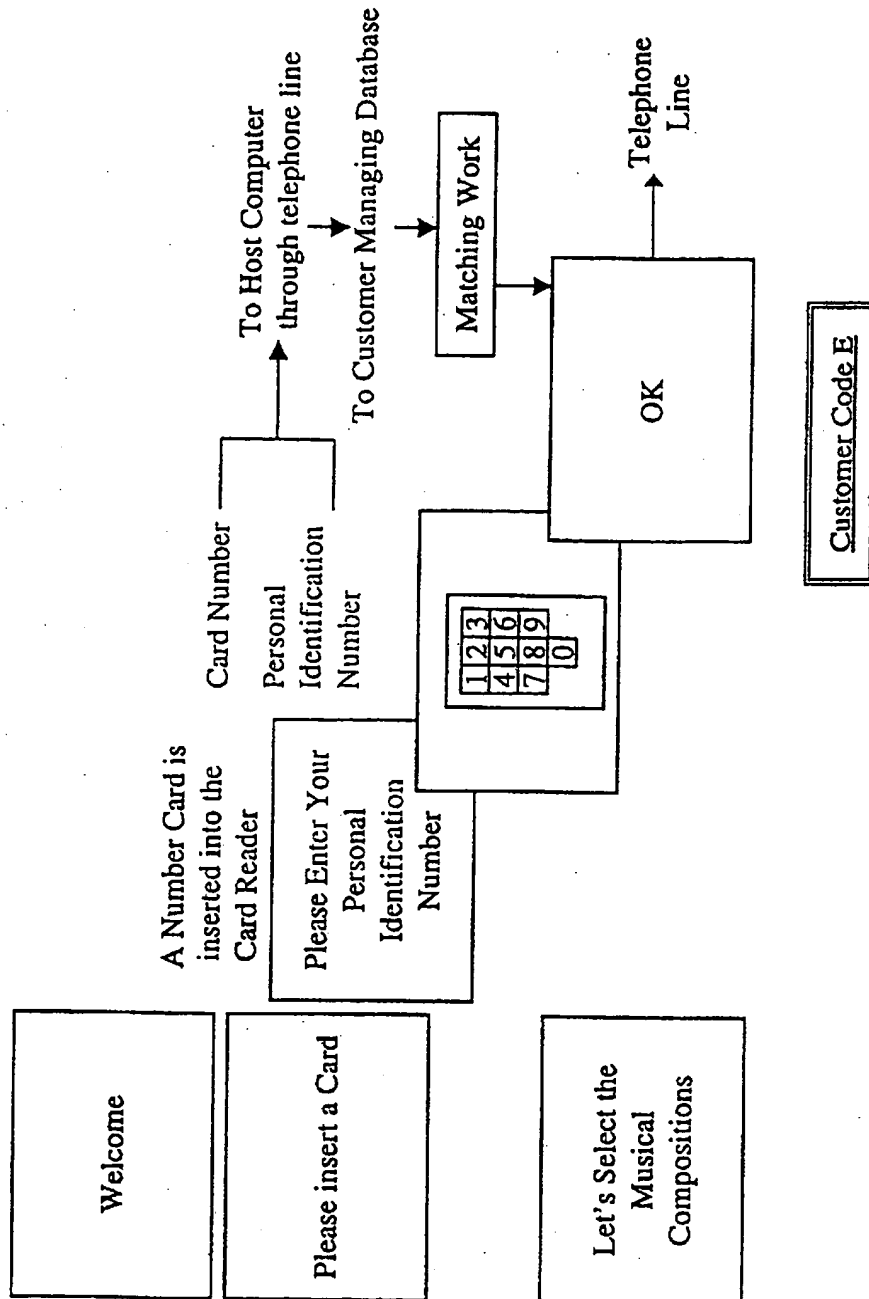 Welcome
Please insert a Card
A Number Card is
inserted into the
Card Reader
Please Enter Your
Personal
Identification
Number
1 2 3
4 5 6
7 8 9
0
Card Number
Personal
Identification
Number
To Host Computer
through telephone line
To Customer Managing Database
Matching Work
OK
Telephone
Line
Let's Select the
Musical
Compositions
Customer Code E